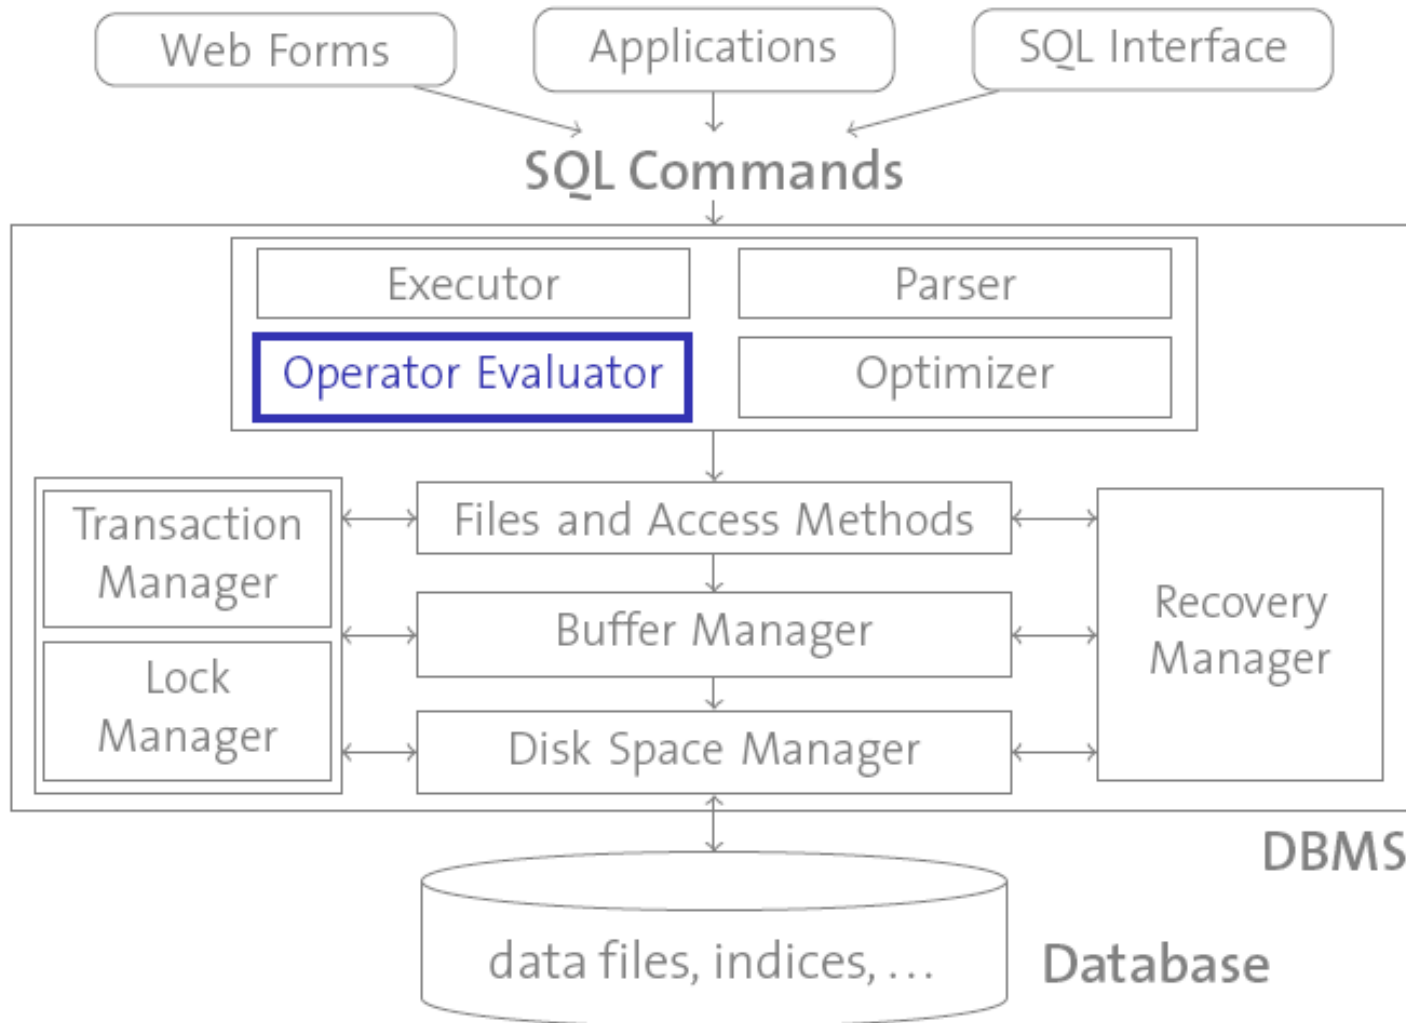 Web Forms
Applications
SQL Interface
SQL Commands
Executor
Parser
Operator Evaluator
Optimizer
Transaction
Manager
Files and Access Methods
Buffer Manager
Recovery
Manager
Lock
Manager
Disk Space Manager
DBMS
data files, indices, …
Database